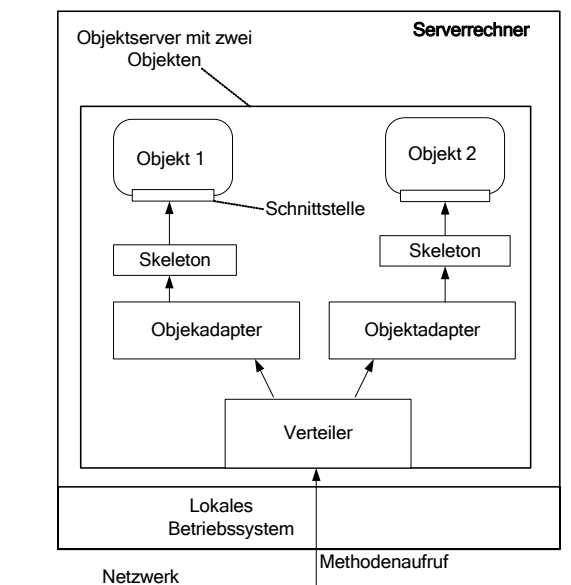 Serverrechner
Objektserver mit zwei
Objekten
Objekt 1
Objekt 2
Schnittstelle
Skeleton
Skeleton
Objekadapter
Objektadapter
Verteiler
Lokales
Betriebssystem
Methodenaufruf
Netzwerk